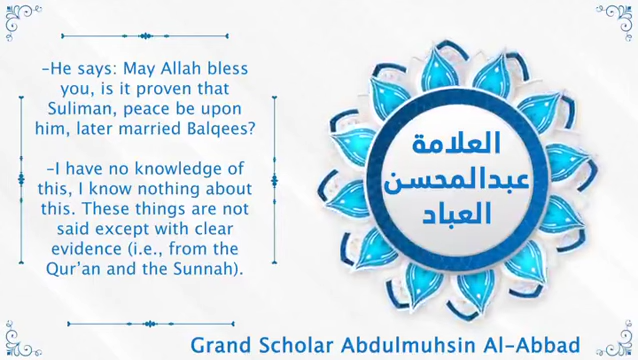 –He says: May Allah bless
you, is it proven that
Suliman, peace be upon
him, later married Balqees?
–I have no knowledge of
this, I know nothing about
this. These things are not
said except with clear
evidence (i.e., from the
Qur’an and the Sunnah).
العلامة
عبدالمحسن
العباد
Grand Scholar Abdulmuhsin Al–Abbad